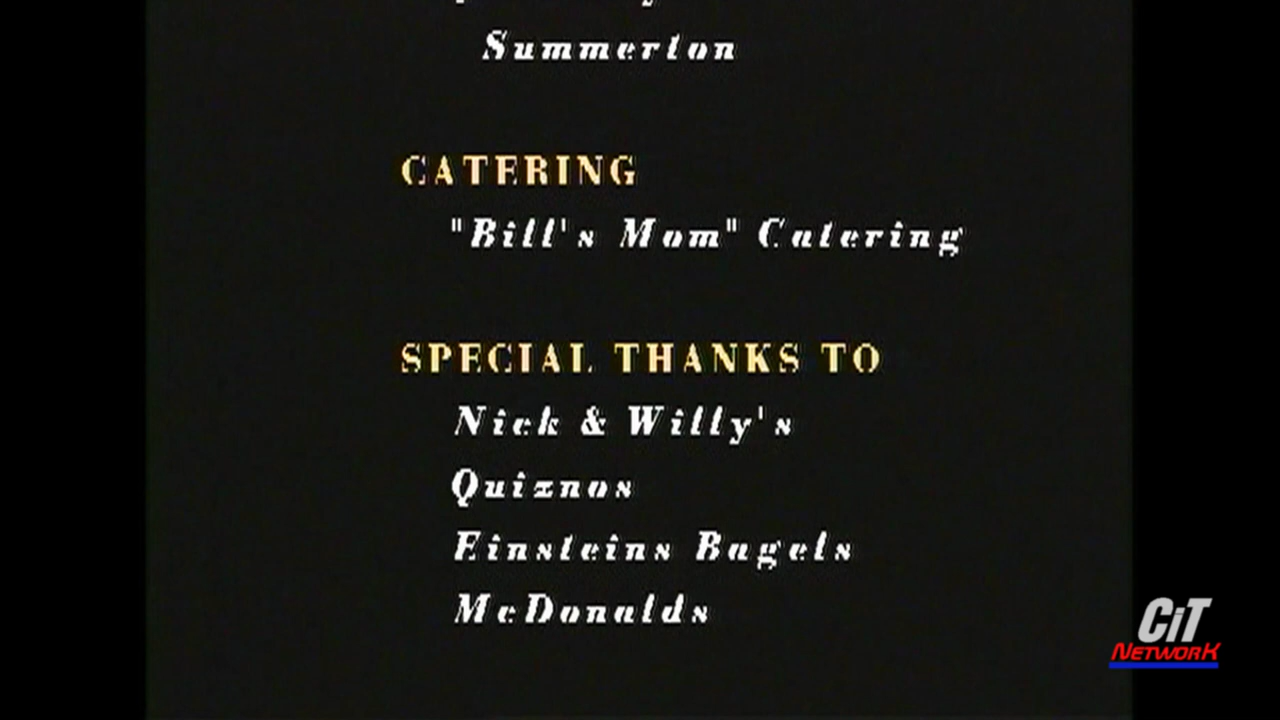 Summerton
CATERING
"Bill's Mom" Catering
SPECIAL THANKS TO
Nick & Willy's
Quiznos
Einsteins Bagels
McDonalds
CiT
NETWORK